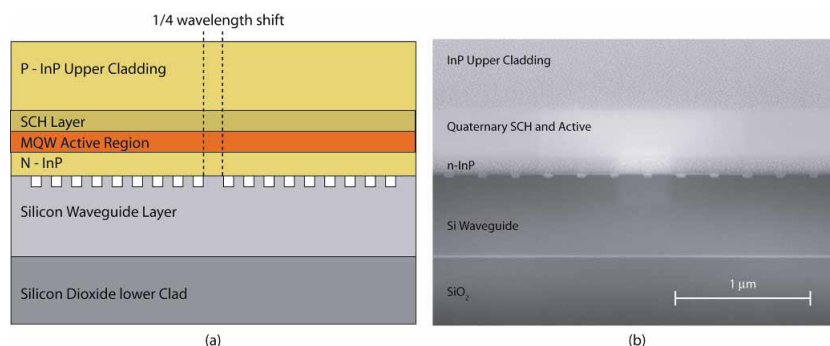 1/4 wavelength shift
P - InP Upper Cladding
SCH Layer
MQW Active Region
N - InP
Silicon Waveguide Layer
Silicon Dioxide lower Clad
(a)
InP Upper Cladding
Quaternary SCH and Active
n-InP
Si Waveguide
SiO₂
1 μm
(b)